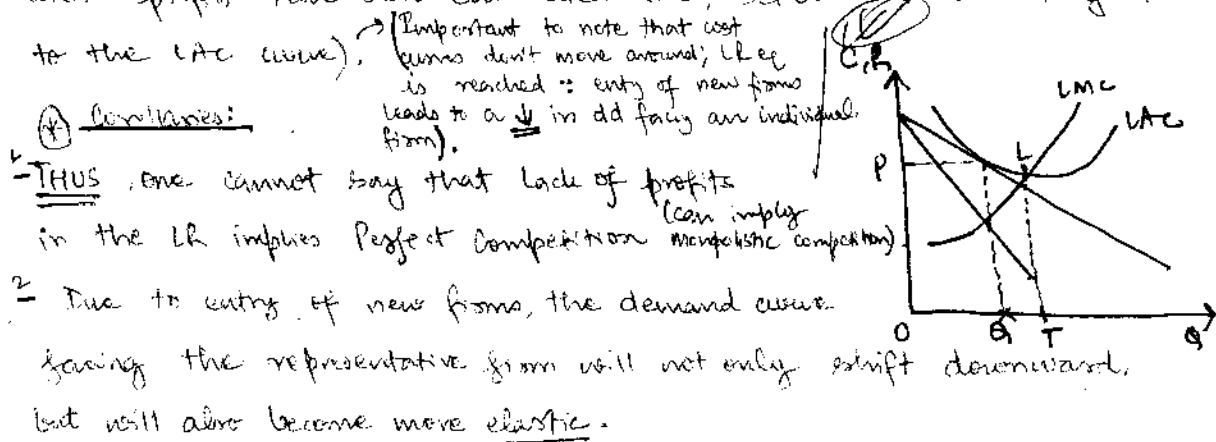 to the LAC curve).
(Important to note that cost
curves don't move around; LR eq
is reached ∵ entry of new firms
leads to a ↓ in dd facing an individual
firm).
(*) Corollaries:
1- THUS, one cannot say that lack of profits
in the LR implies Perfect Competition (can imply monopolistic competition)
2- Due to entry of new firms, the demand curve
facing the representative firm will not only shift downward,
but will also become more elastic.
LMC
LAC
P
L
O
T
Q